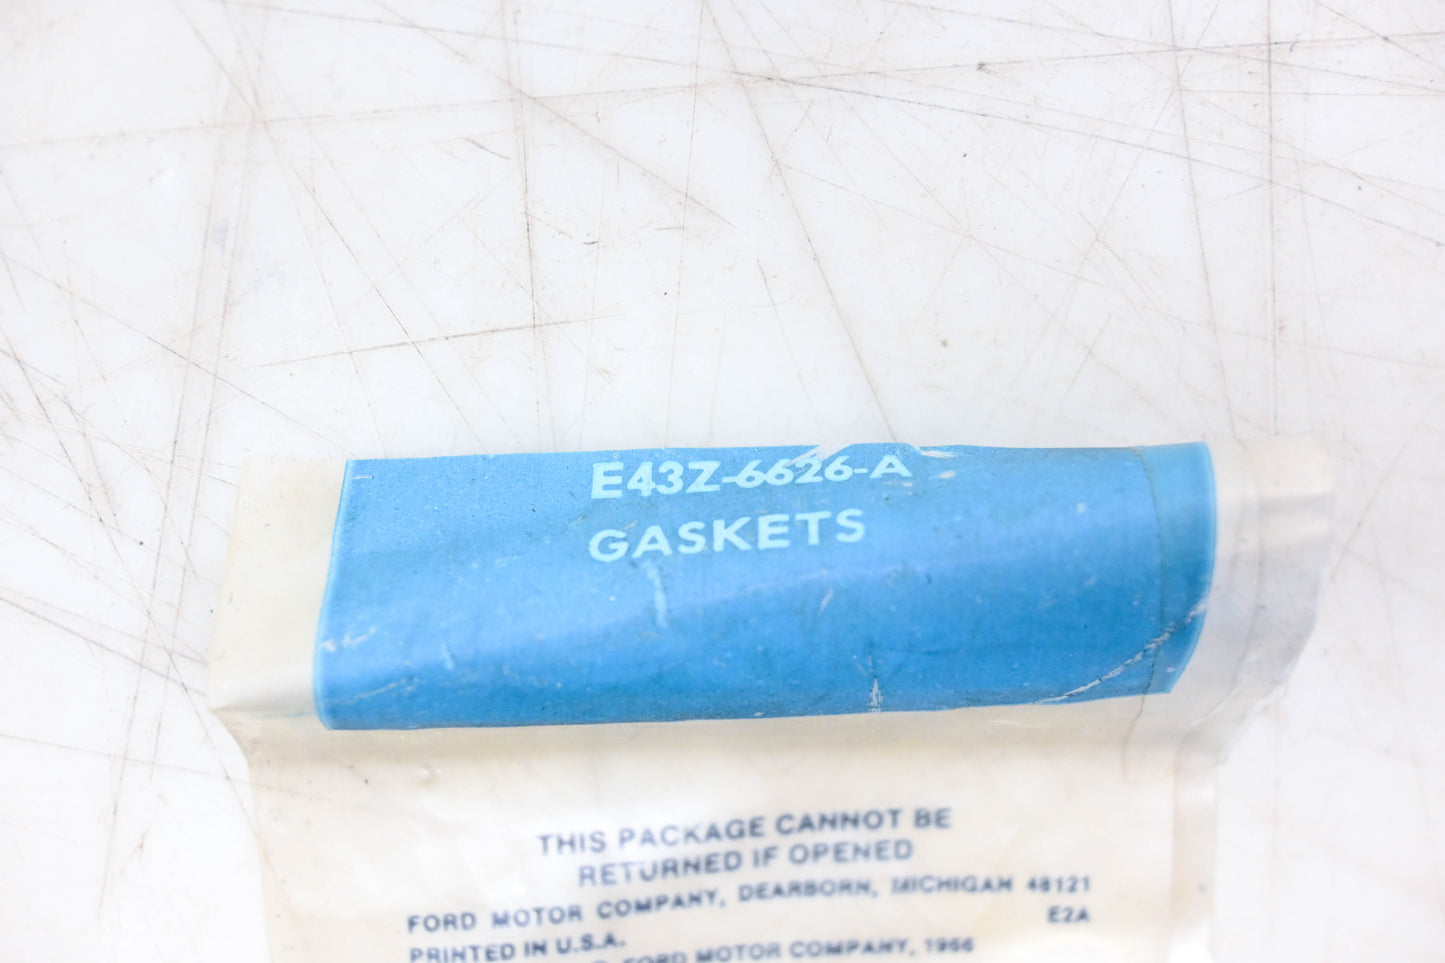 E43Z-6626-A
GASKETS
THIS PACKAGE CANNOT BE
RETURNED IF OPENED
FORD MOTOR COMPANY, DEARBORN, MICHIGAN 48121
E2A
PRINTED IN U.S.A.
FORD MOTOR COMPANY, 1966